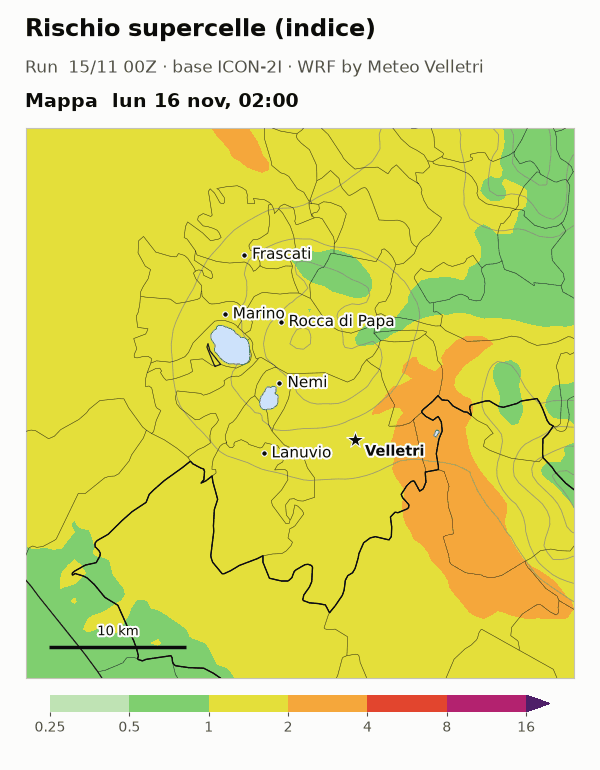 Rischio supercelle (indice)
Run  15/11 00Z · base ICON-2I · WRF by Meteo Velletri
Mappa  lun 16 nov, 02:00
Frascati
Marino
Rocca di Papa
Nemi
Velletri
Lanuvio
10 km
0.25 0.5 1 2 4 8 16